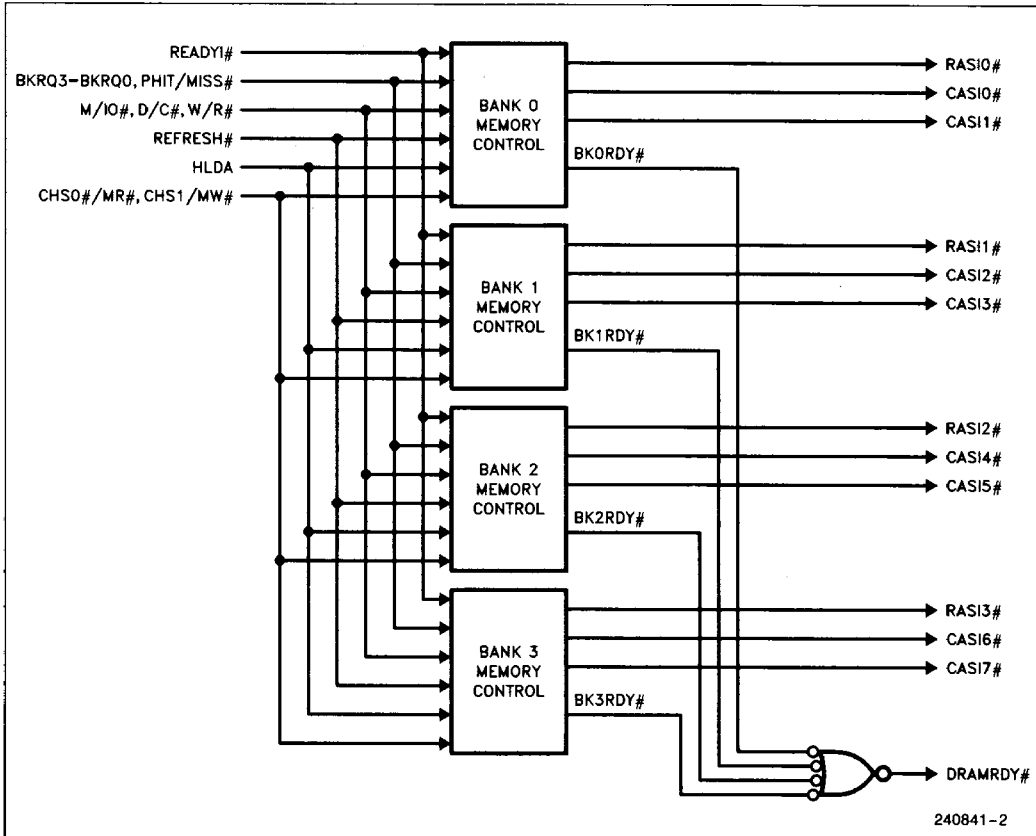 READYI#
BKRQ3-BKRQ0, PHIT/MISS#
M/IO#, D/C#, W/R#
REFRESH#
HLDA
CHS0#/MR#, CHS1/MW#
BANK 0
MEMORY
CONTROL
BK0RDY#
RASI0#
CASI0#
CASI1#
BANK 1
MEMORY
CONTROL
BK1RDY#
RASI1#
CASI2#
CASI3#
BANK 2
MEMORY
CONTROL
BK2RDY#
RASI2#
CASI4#
CASI5#
BANK 3
MEMORY
CONTROL
BK3RDY#
RASI3#
CASI6#
CASI7#
DRAMRDY#
240841-2